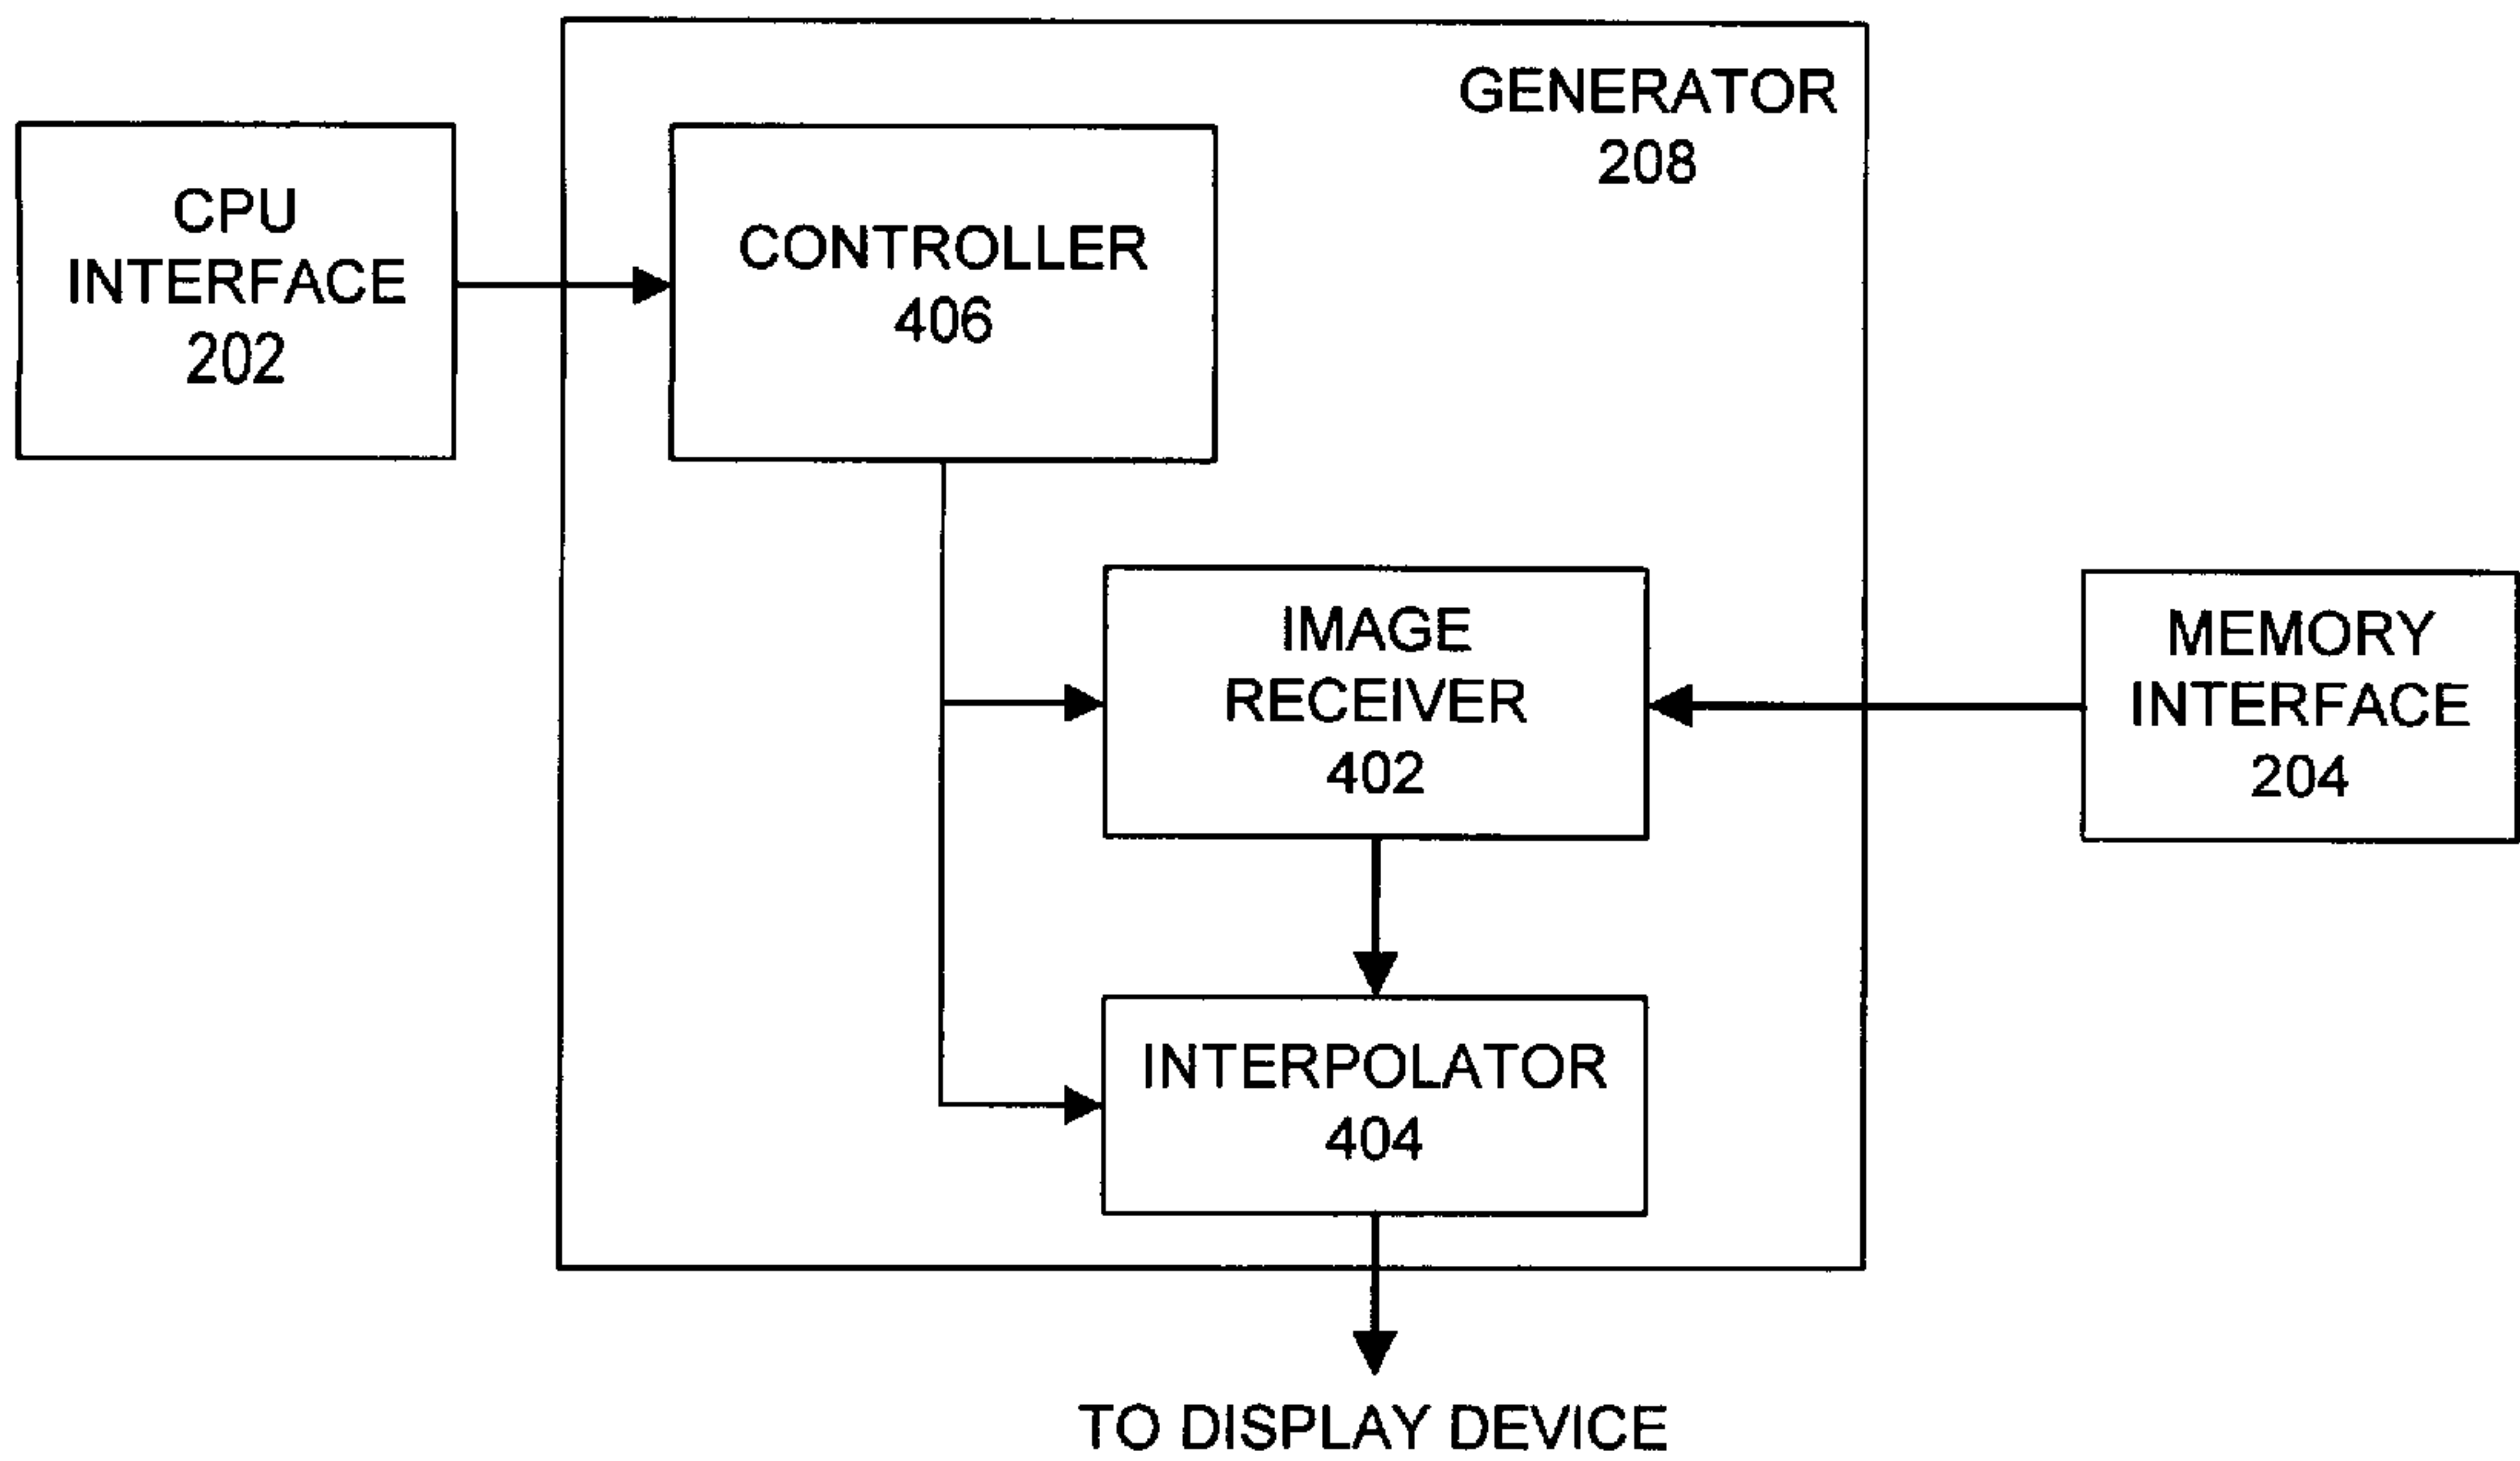 GENERATOR
208
CPU
INTERFACE
202
CONTROLLER
406
IMAGE
RECEIVER
402
MEMORY
INTERFACE
204
INTERPOLATOR
404
TO DISPLAY DEVICE